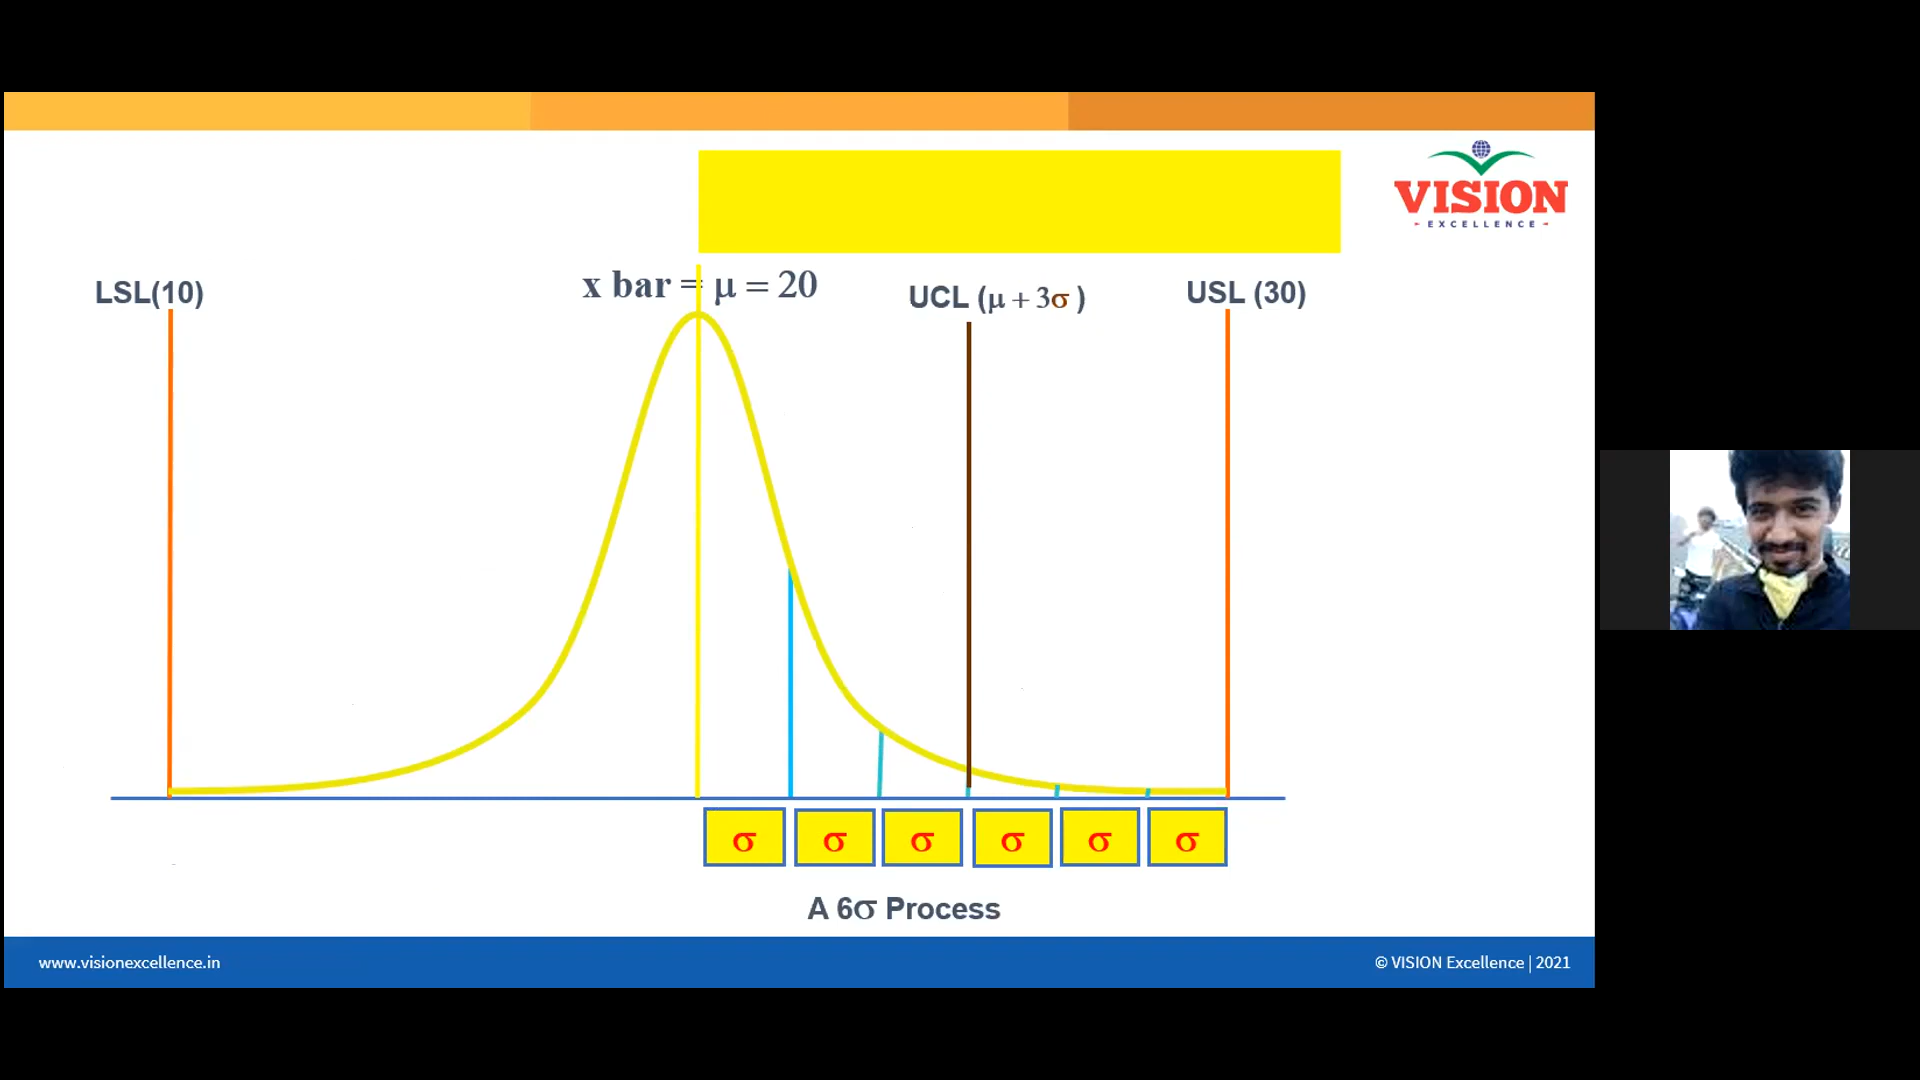 VISION
EXCELLENCE
LSL(10)
x bar = μ = 20
UCL (μ + 3σ )
USL (30)
σ σ σ σ σ σ
A 6σ Process
www.visionexcellence.in
© VISION Excellence | 2021